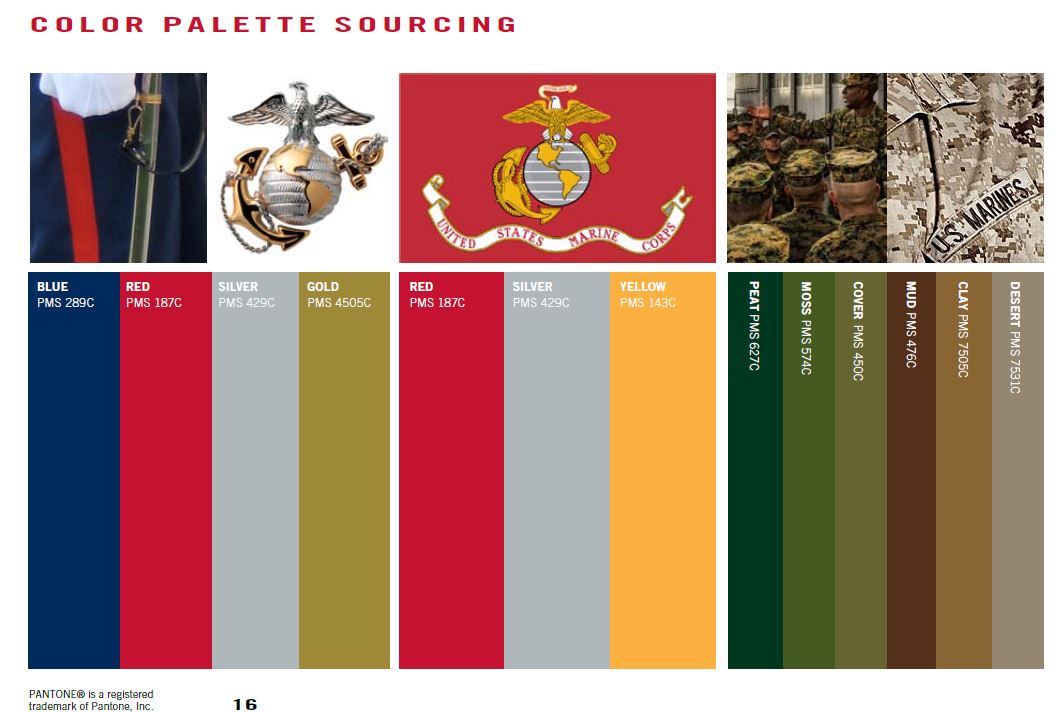 COLOR PALETTE SOURCING
UNITED STATES MARINE CORPS
U.S. MARINES
BLUE
PMS 289C
RED
PMS 187C
SILVER
PMS 429C
GOLD
PMS 4505C
RED
PMS 187C
SILVER
PMS 429C
YELLOW
PMS 143C
PEAT PMS 627C
MOSS PMS 574C
COVER PMS 450C
MUD PMS 476C
CLAY PMS 7505C
DESERT PMS 7531C
PANTONE® is a registered
trademark of Pantone, Inc.
16